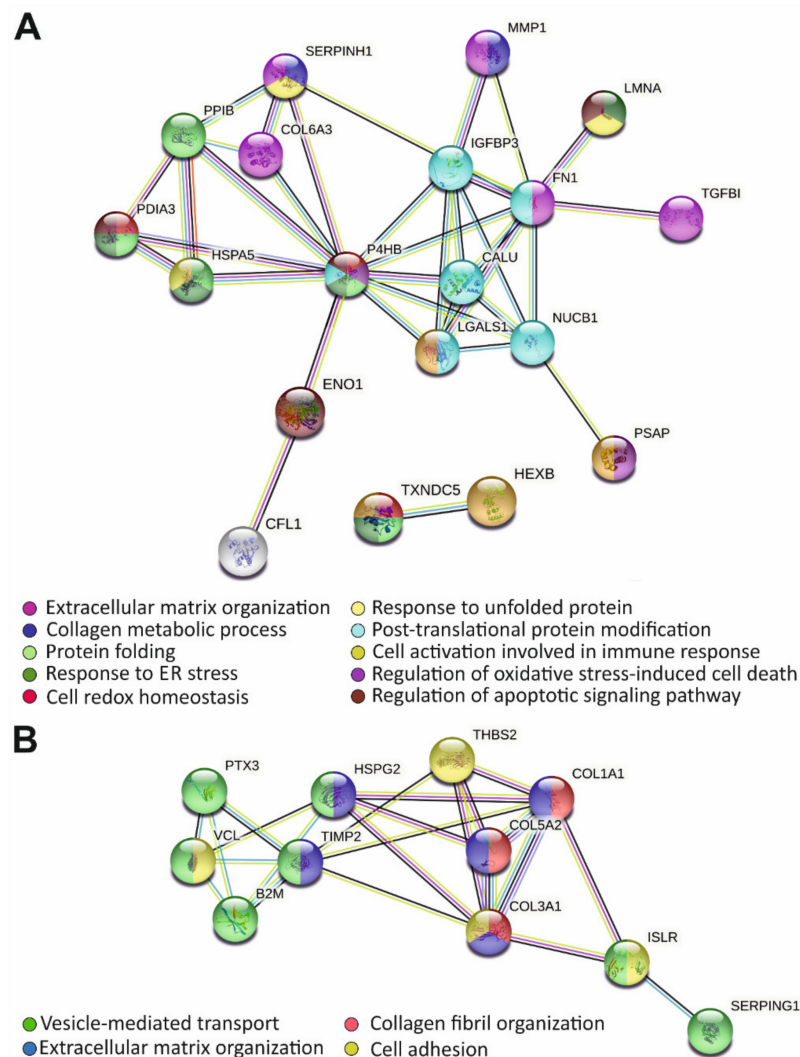 A
SERPINH1
MMP1
LMNA
PPIB
COL6A3
IGFBP3
FN1
TGFBI
PDIA3
HSPA5
P4HB
CALU
LGALS1
NUCB1
ENO1
PSAP
TXNDC5
HEXB
CFL1
Extracellular matrix organization
Collagen metabolic process
Protein folding
Response to ER stress
Cell redox homeostasis
Response to unfolded protein
Post-translational protein modification
Cell activation involved in immune response
Regulation of oxidative stress-induced cell death
Regulation of apoptotic signaling pathway
B
THBS2
PTX3
HSPG2
COL1A1
VCL
TIMP2
COL5A2
B2M
COL3A1
ISLR
SERPING1
Vesicle-mediated transport
Extracellular matrix organization
Collagen fibril organization
Cell adhesion